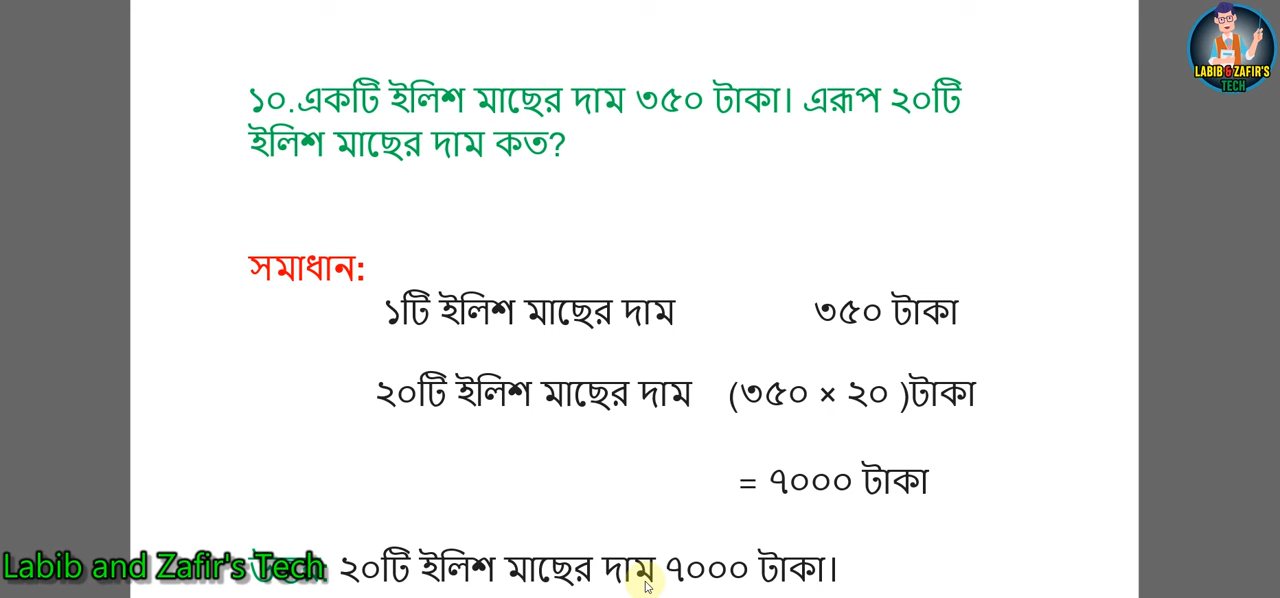 LABIB & ZAFIR'S
TECH
১০.একটি ইলিশ মাছের দাম ৩৫০ টাকা। এরূপ ২০টি
ইলিশ মাছের দাম কত?
সমাধান:
১টি ইলিশ মাছের দাম ৩৫০ টাকা
২০টি ইলিশ মাছের দাম (৩৫০ × ২০ )টাকা
= ৭০০০ টাকা
Labib and Zafir's Tech ২০টি ইলিশ মাছের দাম ৭০০০ টাকা।